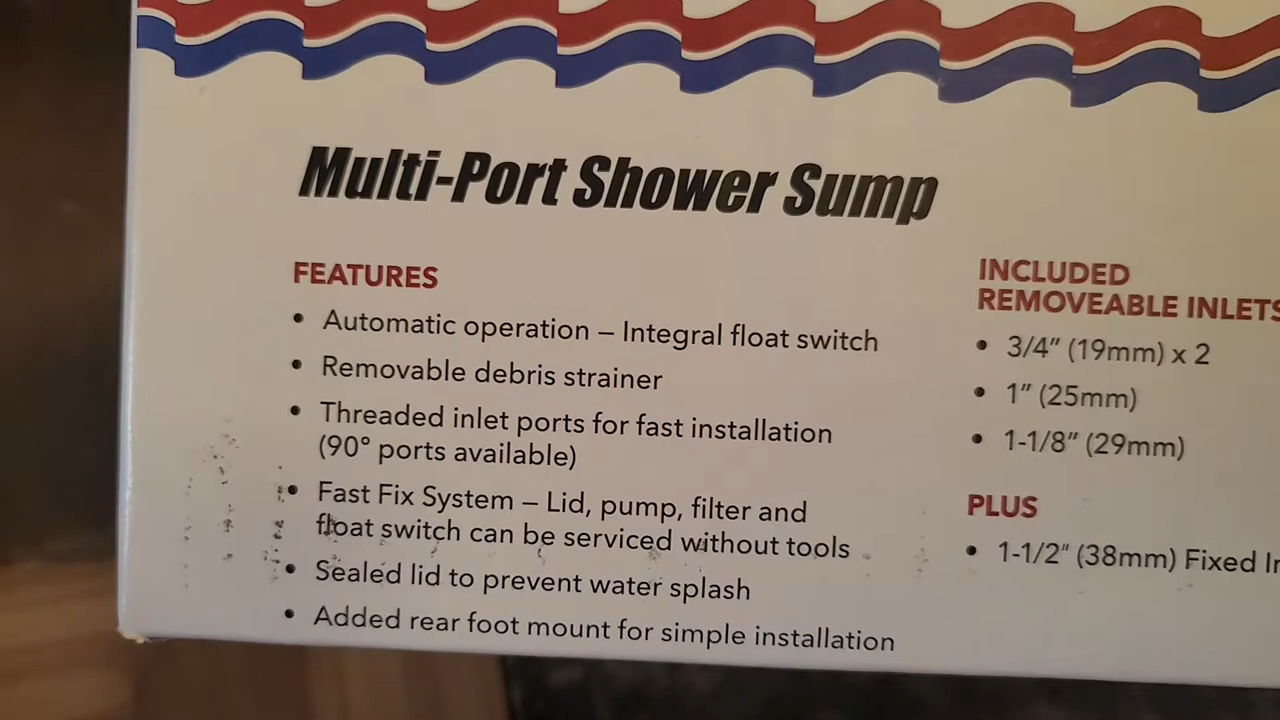 Multi-Port Shower Sump
FEATURES
• Automatic operation – Integral float switch
• Removable debris strainer
• Threaded inlet ports for fast installation
(90° ports available)
• Fast Fix System – Lid, pump, filter and
float switch can be serviced without tools
• Sealed lid to prevent water splash
• Added rear foot mount for simple installation
INCLUDED
REMOVEABLE INLETS
• 3/4" (19mm) x 2
• 1" (25mm)
• 1-1/8" (29mm)
PLUS
• 1-1/2" (38mm) Fixed